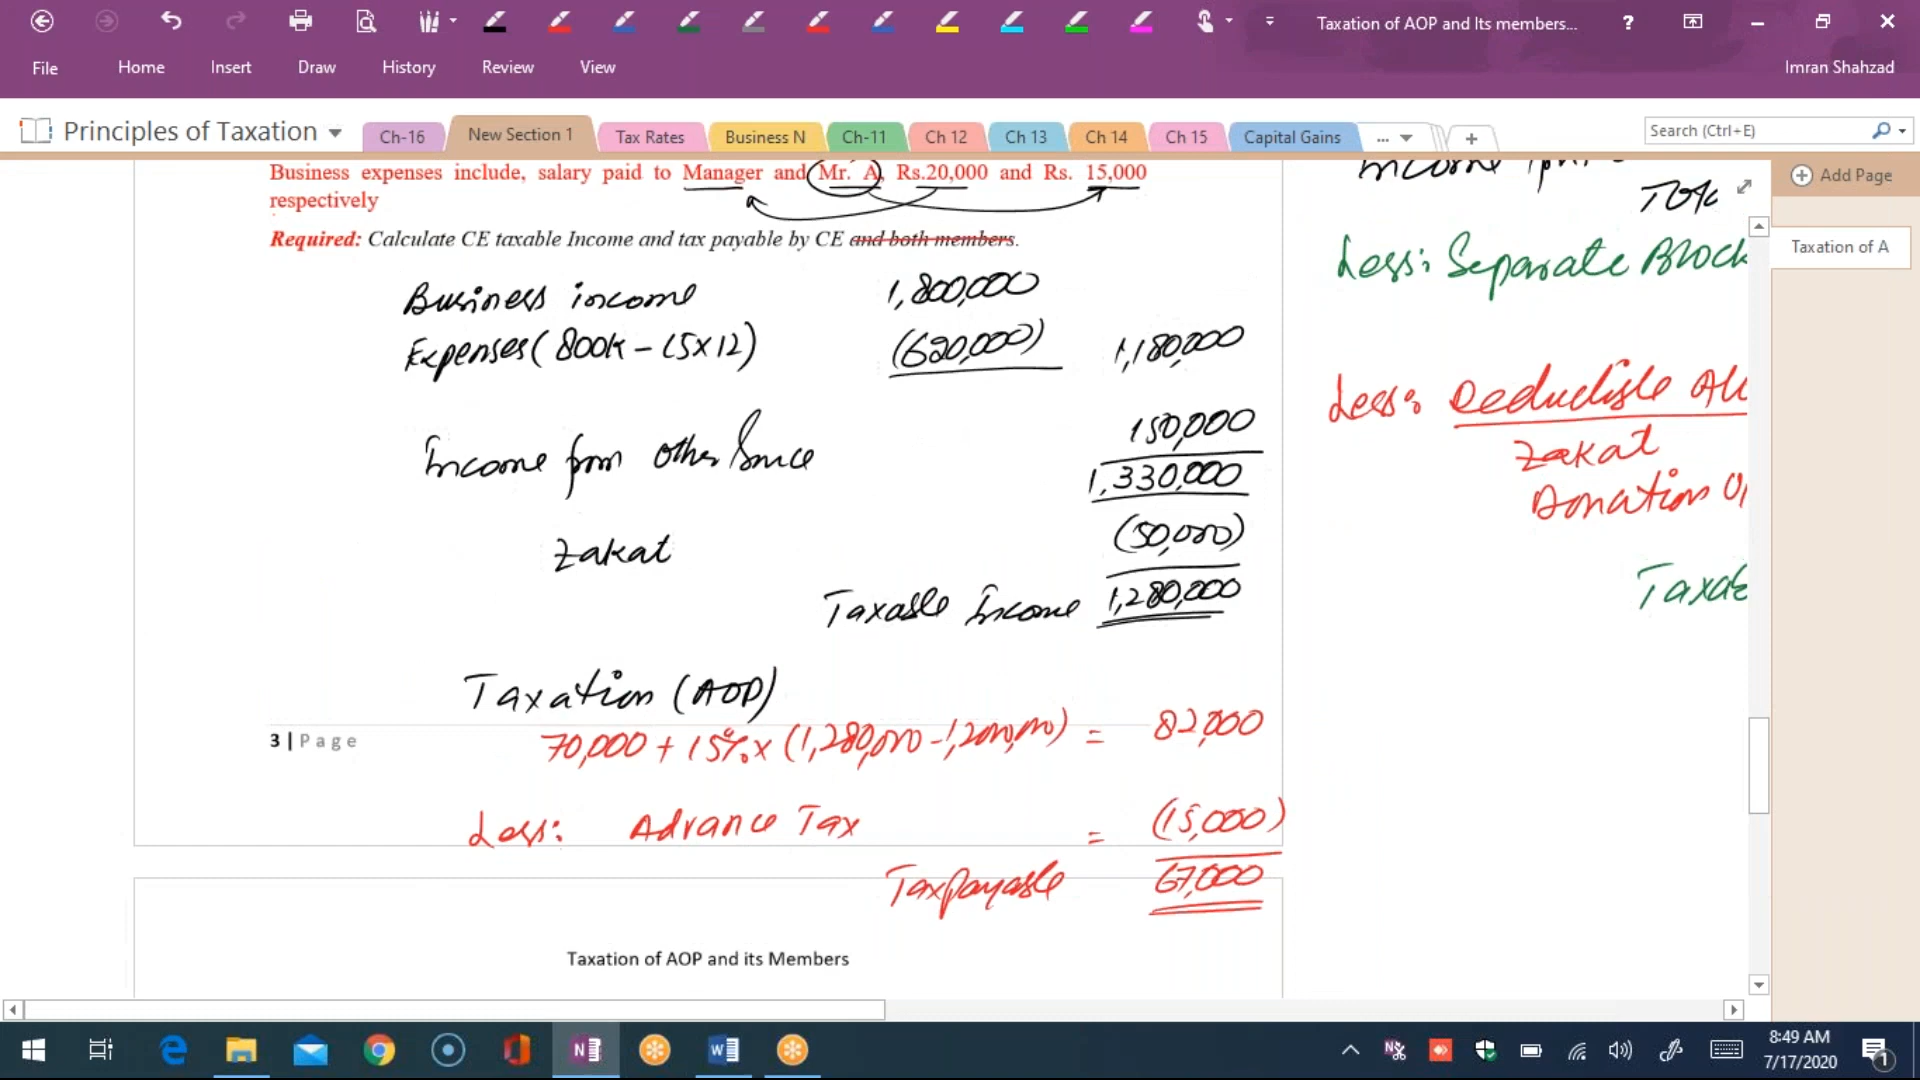 Taxation of AOP and Its members...
?
File Home Insert Draw History Review View
Imran Shahzad
Principles of Taxation
Ch-16 New Section 1 Tax Rates Business N Ch-11 Ch 12 Ch 13 Ch 14 Ch 15 Capital Gains ...
Search (Ctrl+E)
Add Page
Taxation of A
Business expenses include, salary paid to Manager and Mr. A, Rs.20,000 and Rs. 15,000
respectively
Required: Calculate CE taxable Income and tax payable by CE and both members.
Business income 1,800,000
Expenses (800K - 15x12) (620,000) 1,180,000
Income from Other Source 150,000
1,330,000
Zakat (50,000)
Taxable Income 1,280,000
Taxation (AOP)
70,000 + 15% x (1,280,000 - 1,200,000) = 82,000
3 | Page
Less: Advance Tax = (15,000)
Tax payable 67,000
Taxation of AOP and its Members
Income
Less: Separate Block
Less: Deductible All
Zakat
Donation
Taxab
8:49 AM
7/17/2020
1